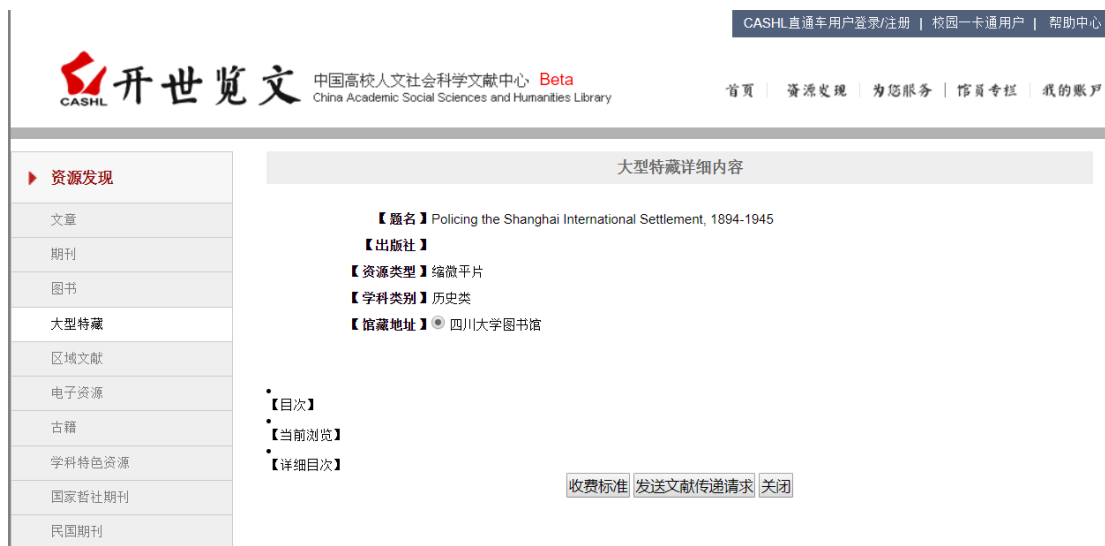 CASHL直通车用户登录/注册 | 校园一卡通用户 | 帮助中心
CASHL 开世览文 中国高校人文社会科学文献中心 Beta
China Academic Social Sciences and Humanities Library
首页 | 资源发现 | 为您服务 | 馆员专栏 | 我的账户
资源发现
文章
期刊
图书
大型特藏
区域文献
电子资源
古籍
学科特色资源
国家哲社期刊
民国期刊
大型特藏详细内容
【题名】Policing the Shanghai International Settlement, 1894-1945
【出版社】
【资源类型】缩微平片
【学科类别】历史类
【馆藏地址】四川大学图书馆
【目次】
【当前浏览】
【详细目次】
收费标准 发送文献传递请求 关闭